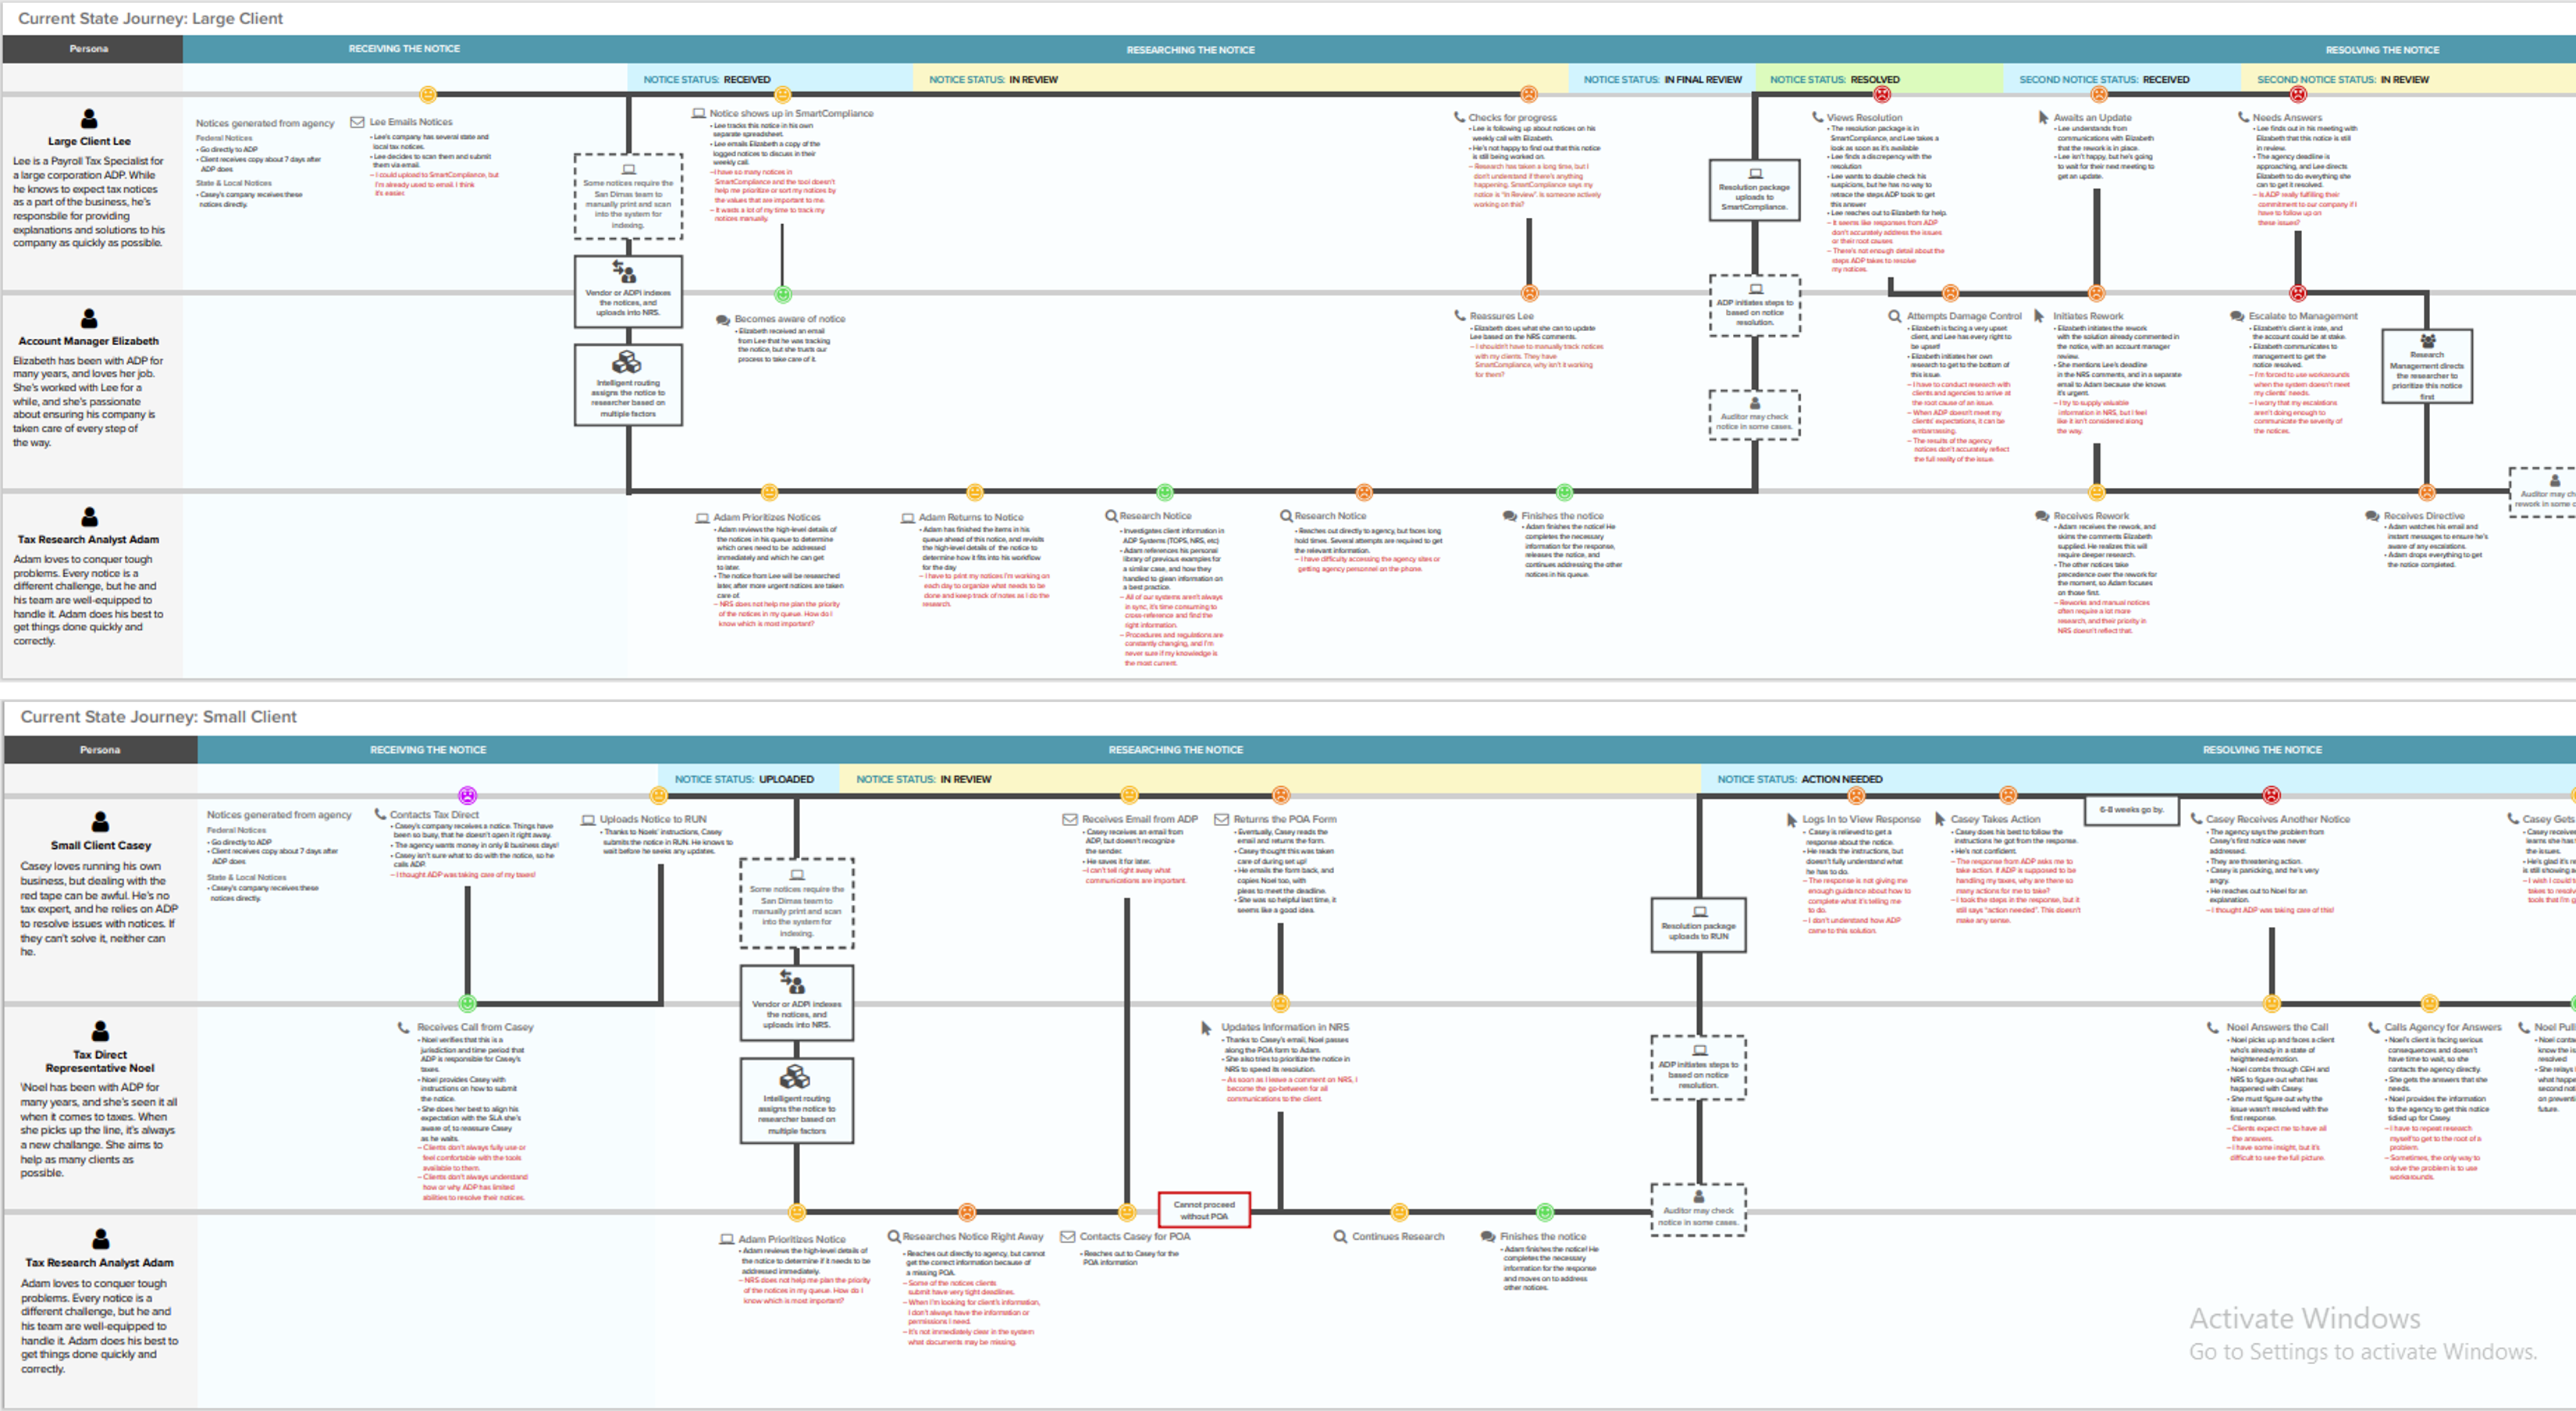 Current State Journey: Large Client
Persona
RECEIVING THE NOTICE
RESEARCHING THE NOTICE
RESOLVING THE NOTICE
NOTICE STATUS: RECEIVED
NOTICE STATUS: IN REVIEW
NOTICE STATUS: IN FINAL REVIEW
NOTICE STATUS: RESOLVED
SECOND NOTICE STATUS: RECEIVED
SECOND NOTICE STATUS: IN REVIEW
Large Client Lee
Lee is a Payroll Tax Specialist for
a large corporation ADP. While
he knows to expect tax notices
as a part of the business, he's
responsbile for providing
explanations and solutions to his
company as quickly as possible.
Notices generated from agency
Federal Notices
• Go directly to ADP
• Client receives copy about 7 days after
ADP does
State & Local Notices
• Casey's company receives these
notices directly.
Lee Emails Notices
• Lee's company has several state and
local tax notices.
• Lee decides to scan them and submit
them via email.
– I could upload to SmartCompliance, but
I'm already used to email. I think
it's easier.
Some notices require the
San Dimas team to
manually print and scan
into the system for
indexing.
Vendor or ADPi indexes
the notices, and
uploads into NRS.
Intelligent routing
assigns the notice to
researcher based on
multiple factors
Notice shows up in SmartCompliance
• Lee tracks this notice in his own
separate spreadsheet.
• Lee emails Elizabeth a copy of the
logged notices to discuss in their
weekly call.
– I have so many notices in
SmartCompliance and the tool doesn't
help me prioritize or sort my notices by
the values that are important to me.
– It wastes a lot of my time to track my
notices manually.
Checks for progress
• Lee is following up about notices on his
weekly call with Elizabeth.
• He's not happy to find out that this notice
is still being worked on.
– Research has taken a long time, but I
don't understand if there's anything
happening. SmartCompliance says my
notice is "In Review". Is someone actively
working on this?
Resolution package
uploads to
SmartCompliance.
ADP initiates steps to
based on notice
resolution.
Auditor may check
notice in some cases.
Views Resolution
• The resolution package is in
SmartCompliance, and Lee takes a
look as soon as it's available
• Lee finds a discrepency with the
resolution
• Lee wants to double check his
suspicions, but he has no way to
retrace the steps ADP took to get
this answer
• Lee reaches out to Elizabeth for help.
– It seems like responses from ADP
don't accurately address the issues
or their root causes
– There's not enough detail about the
steps ADP takes to resolve
my notices.
Awaits an Update
• Lee understands from
communications with Elizabeth
that the rework is in place.
• Lee isn't happy, but he's going
to wait for their next meeting to
get an update.
Needs Answers
• Lee finds out in his meeting with
Elizabeth that this notice is still
in review.
• The agency deadline is
approaching, and Lee directs
Elizabeth to do everything she
can to get it resolved.
– Is ADP really fulfilling their
commitment to our company if I
have to follow up on
these issues?
Account Manager Elizabeth
Elizabeth has been with ADP for
many years, and loves her job.
She's worked with Lee for a
while, and she's passionate
about ensuring his company is
taken care of every step of
the way.
Becomes aware of notice
• Elizabeth received an email
from Lee that he was tracking
the notice, but she trusts our
process to take care of it.
Reassures Lee
• Elizabeth does what she can to update
Lee based on the NRS comments.
– I shouldn't have to manually track notices
with my clients. They have
SmartCompliance, why isn't it working
for them?
Attempts Damage Control
• Elizabeth is facing a very upset
client, and Lee has every right to
be upset!
• Elizabeth initiates her own
research to get to the bottom of
this issue.
– I have to conduct research with
clients and agencies to arrive at
the root cause of an issue.
– When ADP doesn't meet my
clients' expectations, it can be
embarrassing.
– The results of the agency
notices don't accurately reflect
the full reality of the issue.
Initiates Rework
• Elizabeth initiates the rework
with the solution already commented in
the notice, with an account manager
review.
• She mentions Lee's deadline
in the NRS comments, and in a separate
email to Adam because she knows
it's urgent.
– I try to supply valuable
information in NRS, but I feel
like it isn't considered along
the way.
Escalate to Management
• Elizabeth's client is irate, and
the account could be at stake.
• Elizabeth communicates to
management to get the
notice resolved.
– I'm forced to use workarounds
when the system doesn't meet
my clients' needs.
– I worry that my escalations
aren't doing enough to
communicate the severity of
the notices.
Research
Management directs
the researcher to
prioritize this notice
first
Tax Research Analyst Adam
Adam loves to conquer tough
problems. Every notice is a
different challenge, but he and
his team are well-equipped to
handle it. Adam does his best to
get things done quickly and
correctly.
Adam Prioritizes Notices
• Adam reviews the high-level details of
the notices in his queue to determine
which ones need to be addressed
immediately and which he can get
to later.
• The notice from Lee will be researched
later, after more urgent notices are taken
care of.
– NRS does not help me plan the priority
of the notices in my queue. How do I
know which is most important?
Adam Returns to Notice
• Adam has finished the items in his
queue ahead of this notice, and revisits
the high-level details of the notice to
determine how it fits into his workflow
for the day
– I have to print my notices I'm working on
each day to organize what needs to be
done and keep track of notes as I do the
research.
Research Notice
• Investigates client information in
ADP Systems (TOPS, NRS, etc)
• Adam references his personal
library of previous examples for
a similar case, and how they
handled to glean information on
a best practice.
– All of our systems aren't always
in sync, it's time consuming to
cross-reference and find the
right information.
– Procedures and regulations are
constantly changing, and I'm
never sure if my knowledge is
the most current.
Research Notice
• Reaches out directly to agency, but faces long
hold times. Several attempts are required to get
the relevant information.
– I have difficulty accessing the agency sites or
getting agency personnel on the phone.
Finishes the notice
• Adam finishes the notice! He
completes the necessary
information for the response,
releases the notice, and
continues addressing the other
notices in his queue.
Receives Rework
• Adam receives the rework, and
skims the comments Elizabeth
supplied. He realizes this will
require deeper research.
• The other notices take
precedence over the rework for
the moment, so Adam focuses
on those first.
– Reworks and manual notices
often require a lot more
research, and their priority in
NRS doesn't reflect that.
Receives Directive
• Adam watches his email and
instant messages to ensure he's
aware of any escalations.
• Adam drops everything to get
the notice completed.
Auditor may ch
rework in some c
Current State Journey: Small Client
Persona
RECEIVING THE NOTICE
RESEARCHING THE NOTICE
RESOLVING THE NOTICE
NOTICE STATUS: UPLOADED
NOTICE STATUS: IN REVIEW
NOTICE STATUS: ACTION NEEDED
Small Client Casey
Casey loves running his own
business, but dealing with the
red tape can be awful. He's no
tax expert, and he relies on ADP
to resolve issues with notices. If
they can't solve it, neither can
he.
Notices generated from agency
Federal Notices
• Go directly to ADP
• Client receives copy about 7 days after
ADP does
State & Local Notices
• Casey's company receives these
notices directly.
Contacts Tax Direct
• Casey's company receives a notice. Things have
been so busy, that he doesn't open it right away.
• The agency wants money in only 8 business days!
• Casey isn't sure what to do with the notice, so he
calls ADP.
– I thought ADP was taking care of my taxes!
Uploads Notice to RUN
• Thanks to Noels' instructions, Casey
submits the notice in RUN. He knows to
wait before he seeks any updates.
Some notices require the
San Dimas team to
manually print and scan
into the system for
indexing.
Vendor or ADPi indexes
the notices, and
uploads into NRS.
Intelligent routing
assigns the notice to
researcher based on
multiple factors
Receives Email from ADP
• Casey receives an email from
ADP, but doesn't recognize
the sender.
• He saves it for later.
– I can't tell right away what
communications are important.
Returns the POA Form
• Eventually, Casey reads the
email and returns the form.
• Casey thought this was taken
care of during set up!
• He emails the form back, and
copies Noel too, with
pleas to meet the deadline.
• She was so helpful last time, it
seems like a good idea.
Resolution package
uploads to RUN
ADP initiates steps to
based on notice
resolution.
Auditor may check
notice in some cases.
Logs In to View Response
• Casey is relieved to get a
response about the notice.
• He reads the instructions, but
doesn't fully understand what
he has to do.
– The response is not giving me
enough guidance about how to
complete what it's telling me
to do.
– I don't understand how ADP
came to this solution.
Casey Takes Action
• Casey does his best to follow the
instructions he got from the response.
• He's not confident.
– The response from ADP asks me to
take action. If ADP is supposed to be
handling my taxes, why are there so
many actions for me to take?
– I took the steps in the response, but it
still says "action needed". This doesn't
make any sense.
6-8 weeks go by.
Casey Receives Another Notice
• The agency says the problem from
Casey's first notice was never
addressed.
• They are threatening action.
• Casey is panicking, and he's very
angry.
• He reaches out to Noel for an
explanation.
– I thought ADP was taking care of this!
Casey Gets
• Casey receive
learns she has
the issues.
• He's glad it's re
is still showing a
– I wish I could t
takes to resolv
tools that I'm g
Tax Direct
Representative Noel
\Noel has been with ADP for
many years, and she's seen it all
when it comes to taxes. When
she picks up the line, it's always
a new challange. She aims to
help as many clients as
possible.
Receives Call from Casey
• Noel verifies that this is a
jurisdiction and time period that
ADP is responsible for Casey's
taxes.
• Noel provides Casey with
instructions on how to submit
the notice.
• She does her best to align his
expectation with the SLA she's
aware of, to reassure Casey
as he waits.
– Clients don't always fully use or
feel comfortable with the tools
available to them.
– Clients don't always understand
how or why ADP has limited
abilities to resolve their notices.
Updates Information in NRS
• Thanks to Casey's email, Noel passes
along the POA form to Adam.
• She also tries to prioritize the notice in
NRS to speed its resolution.
– As soon as I leave a comment on NRS, I
become the go-between for all
communications to the client.
Noel Answers the Call
• Noel picks up and faces a client
who's already in a state of
heightened emotion.
• Noel combs through CEH and
NRS to figure out what has
happened with Casey.
• She must figure out why the
issue wasn't resolved with the
first response.
– Clients expect me to have all
the answers.
– I have some insight, but it's
difficult to see the full picture.
Calls Agency for Answers
• Noel's client is facing serious
consequences and doesn't
have time to wait, so she
contacts the agency directly.
• She gets the answers that she
needs.
• Noel provides the information
to the agency to get this notice
tidied up for Casey.
– I have to repeat research
myself to get to the root of a
problem.
– Sometimes, the only way to
solve the problem is to use
workarounds.
Noel Pull
• Noel conta
know the is
resolved
• She relays
what happe
second not
on preventi
future.
Tax Research Analyst Adam
Adam loves to conquer tough
problems. Every notice is a
different challenge, but he and
his team are well-equipped to
handle it. Adam does his best to
get things done quickly and
correctly.
Adam Prioritizes Notice
• Adam reviews the high-level details of
the notice to determine if it needs to be
addressed immediately.
– NRS does not help me plan the priority
of the notices in my queue. How do I
know which is most important?
Researches Notice Right Away
• Reaches out directly to agency, but cannot
get the correct information because of
a missing POA.
– Some of the notices clients
submit have very tight deadlines.
– When I'm looking for client's information,
I don't always have the information or
permissions I need.
– It's not immediately clear in the system
what documents may be missing.
Contacts Casey for POA
• Reaches out to Casey for the
POA information
Cannot proceed
without POA
Continues Research
Finishes the notice
• Adam finishes the notice! He
completes the necessary
information for the response
and moves on to address
other notices.
Activate Windows
Go to Settings to activate Windows.